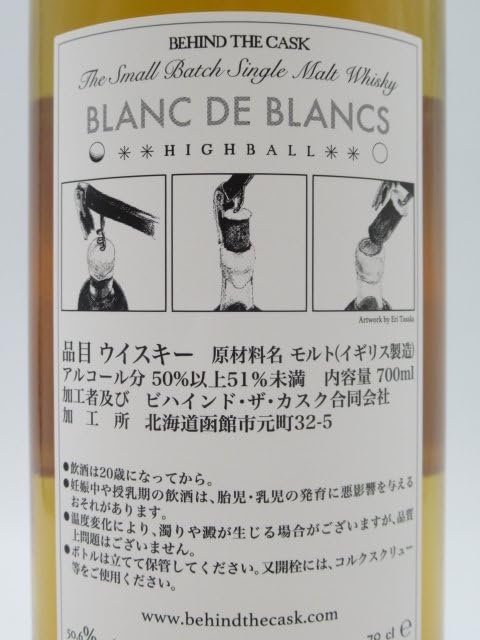 BEHIND THE CASK
The Small Batch Single Malt Whisky
BLANC DE BLANCS
**HIGHBALL**
Artwork by Eri Tanaka
品目 ウイスキー 原材料名 モルト(イギリス製造)
アルコール分 50%以上51%未満 内容量 700ml
加工者及び ビハインド・ザ・カスク合同会社
加工所 北海道函館市元町32-5
●飲酒は20歳になってから。
●妊娠中や授乳期の飲酒は、胎児・乳児の発育に悪影響を与える
おそれがあります。
●温度変化により、濁りや澱が生じる場合がございますが、品質
上問題はございません。
●ボトルは立てて保管してください。又開栓には、コルクスクリュー
等をご使用ください。
www.behindthecask.com
50.6% 70 cl e